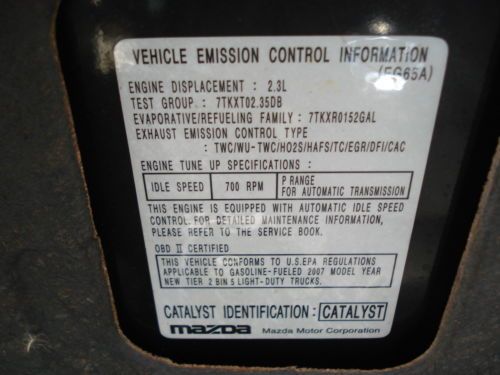 VEHICLE EMISSION CONTROL INFORMATION
(EG65A)
ENGINE DISPLACEMENT : 2.3L
TEST GROUP : 7TKXT02.35DB
EVAPORATIVE/REFUELING FAMILY : 7TKXR0152GAL
EXHAUST EMISSION CONTROL TYPE
: TWC/WU-TWC/HO2S/HAFS/TC/EGR/DFI/CAC
ENGINE TUNE UP SPECIFICATIONS :
IDLE SPEED 700 RPM P RANGE
FOR AUTOMATIC TRANSMISSION
THIS ENGINE IS EQUIPPED WITH AUTOMATIC IDLE SPEED
CONTROL. FOR DETAILED MAINTENANCE INFORMATION,
PLEASE REFER TO THE SERVICE BOOK.
OBD II CERTIFIED
THIS VEHICLE CONFORMS TO U.S.EPA REGULATIONS
APPLICABLE TO GASOLINE-FUELED 2007 MODEL YEAR
NEW TIER 2 BIN 5 LIGHT-DUTY TRUCKS.
CATALYST IDENTIFICATION: CATALYST
mazda Mazda Motor Corporation